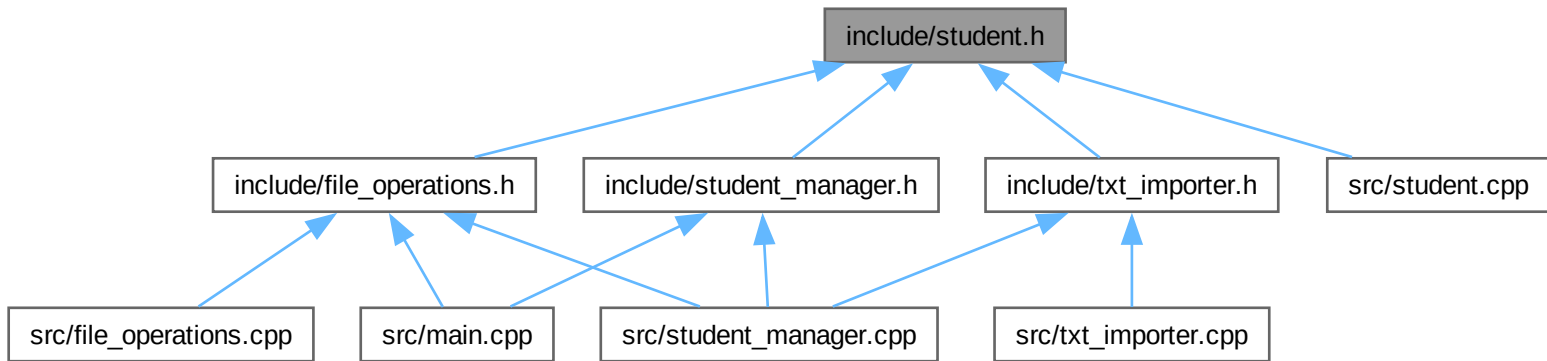 include/student.h
include/file_operations.h
include/student_manager.h
include/txt_importer.h
src/student.cpp
src/file_operations.cpp
src/main.cpp
src/student_manager.cpp
src/txt_importer.cpp